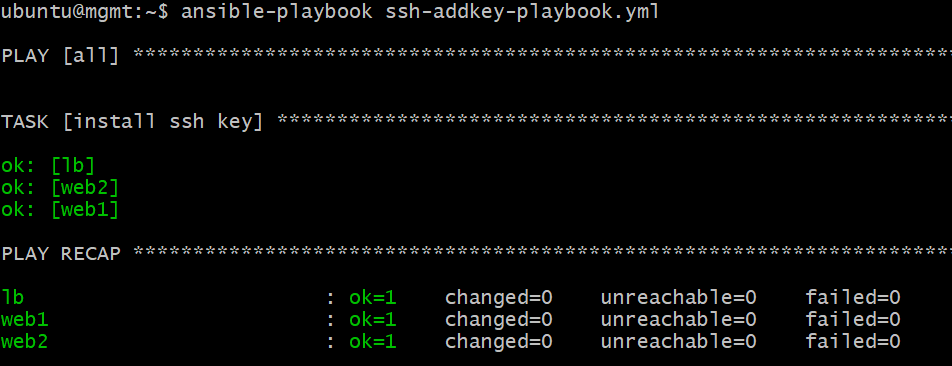 ubuntu@mgmt:~$ ansible-playbook ssh-addkey-playbook.yml
PLAY [all] ********************************************************************
TASK [install ssh key] ********************************************************
ok: [lb]
ok: [web2]
ok: [web1]
PLAY RECAP ********************************************************************
lb                         : ok=1    changed=0    unreachable=0    failed=0
web1                       : ok=1    changed=0    unreachable=0    failed=0
web2                       : ok=1    changed=0    unreachable=0    failed=0